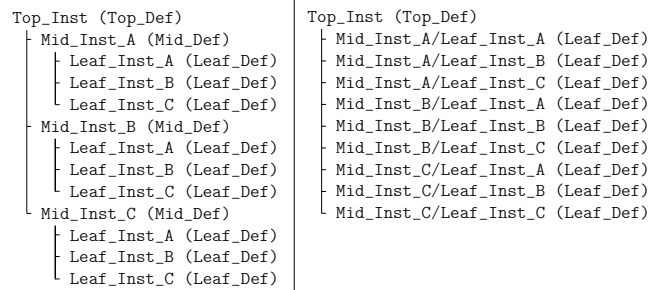 Top_Inst (Top_Def)
Mid_Inst_A (Mid_Def)
Leaf_Inst_A (Leaf_Def)
Leaf_Inst_B (Leaf_Def)
Leaf_Inst_C (Leaf_Def)
Mid_Inst_B (Mid_Def)
Leaf_Inst_A (Leaf_Def)
Leaf_Inst_B (Leaf_Def)
Leaf_Inst_C (Leaf_Def)
Mid_Inst_C (Mid_Def)
Leaf_Inst_A (Leaf_Def)
Leaf_Inst_B (Leaf_Def)
Leaf_Inst_C (Leaf_Def)
Top_Inst (Top_Def)
Mid_Inst_A/Leaf_Inst_A (Leaf_Def)
Mid_Inst_A/Leaf_Inst_B (Leaf_Def)
Mid_Inst_A/Leaf_Inst_C (Leaf_Def)
Mid_Inst_B/Leaf_Inst_A (Leaf_Def)
Mid_Inst_B/Leaf_Inst_B (Leaf_Def)
Mid_Inst_B/Leaf_Inst_C (Leaf_Def)
Mid_Inst_C/Leaf_Inst_A (Leaf_Def)
Mid_Inst_C/Leaf_Inst_B (Leaf_Def)
Mid_Inst_C/Leaf_Inst_C (Leaf_Def)